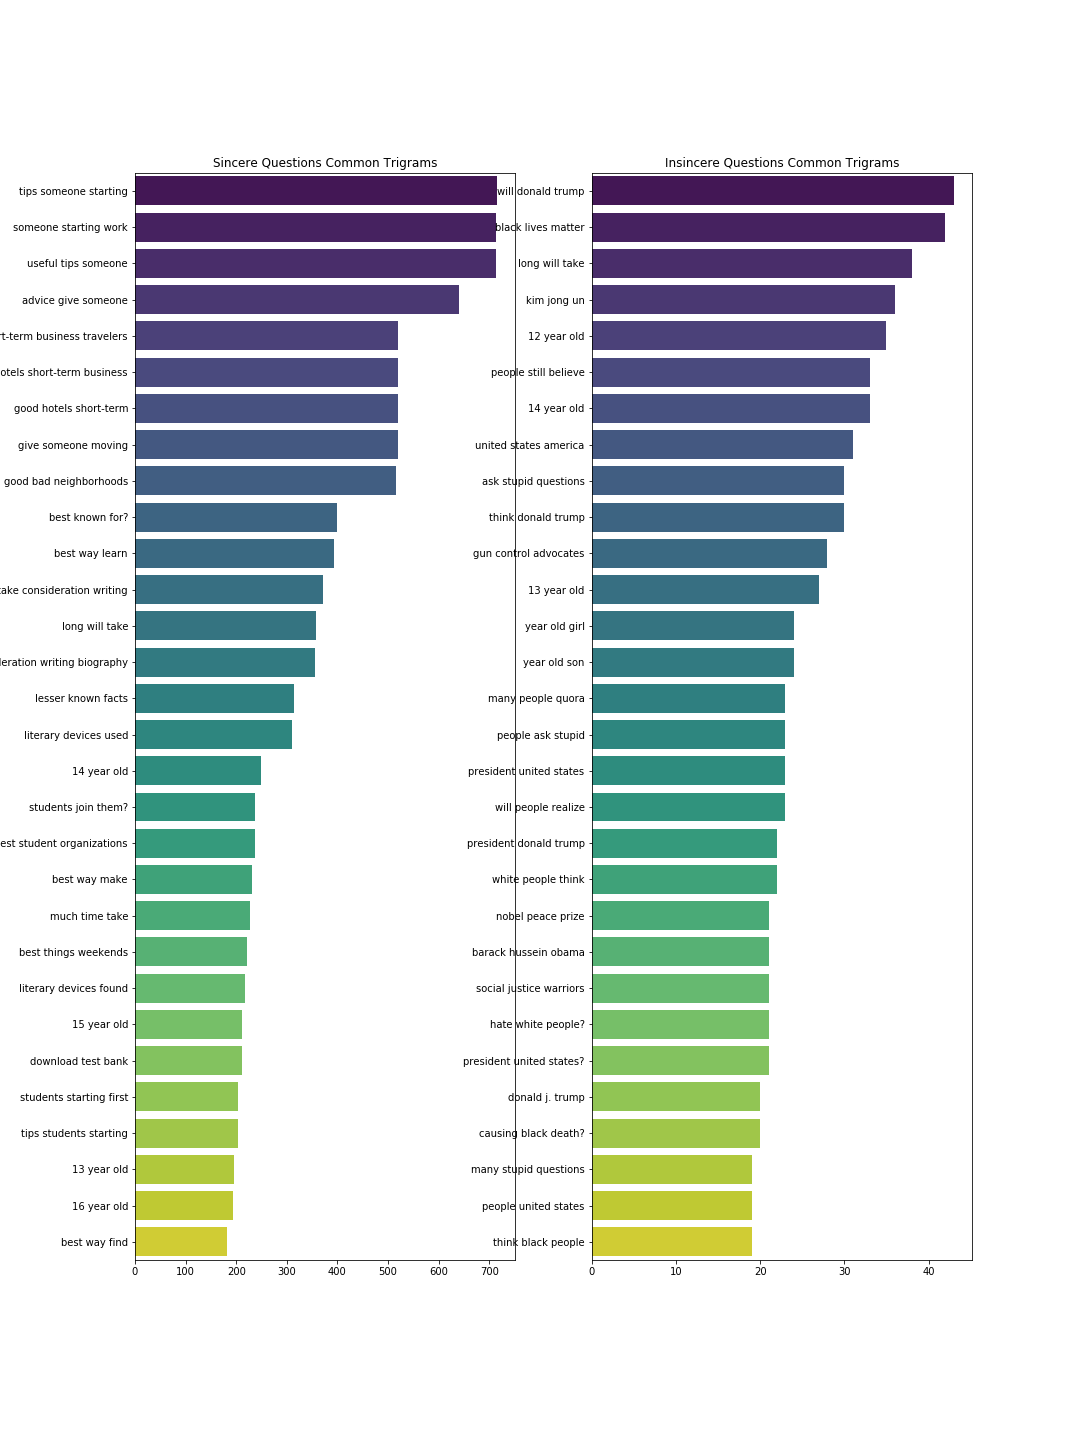 Sincere Questions Common Trigrams
tips someone starting
someone starting work
useful tips someone
advice give someone
t-term business travelers
otels short-term business
good hotels short-term
give someone moving
good bad neighborhoods
best known for?
best way learn
take consideration writing
long will take
eration writing biography
lesser known facts
literary devices used
14 year old
students join them?
est student organizations
best way make
much time take
best things weekends
literary devices found
15 year old
download test bank
students starting first
tips students starting
13 year old
16 year old
best way find
0 100 200 300 400 500 600 700
Insincere Questions Common Trigrams
will donald trump
black lives matter
long will take
kim jong un
12 year old
people still believe
14 year old
united states america
ask stupid questions
think donald trump
gun control advocates
13 year old
year old girl
year old son
many people quora
people ask stupid
president united states
will people realize
president donald trump
white people think
nobel peace prize
barack hussein obama
social justice warriors
hate white people?
president united states?
donald j. trump
causing black death?
many stupid questions
people united states
think black people
0 10 20 30 40